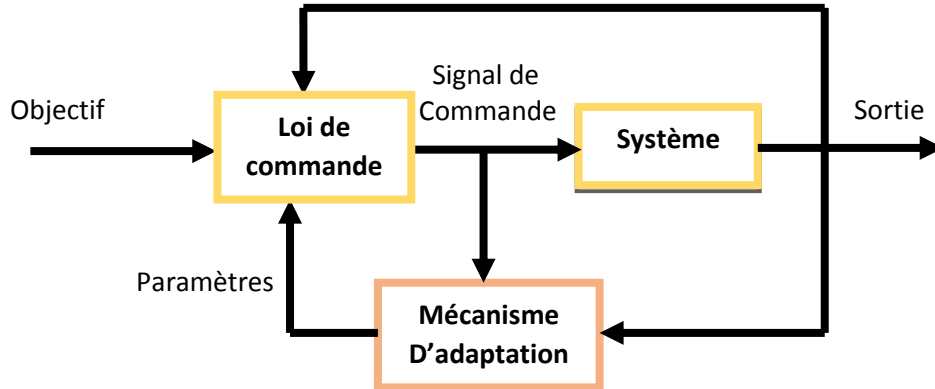 Objectif
Loi de
commande
Signal de
Commande
Système
Sortie
Paramètres
Mécanisme
D’adaptation